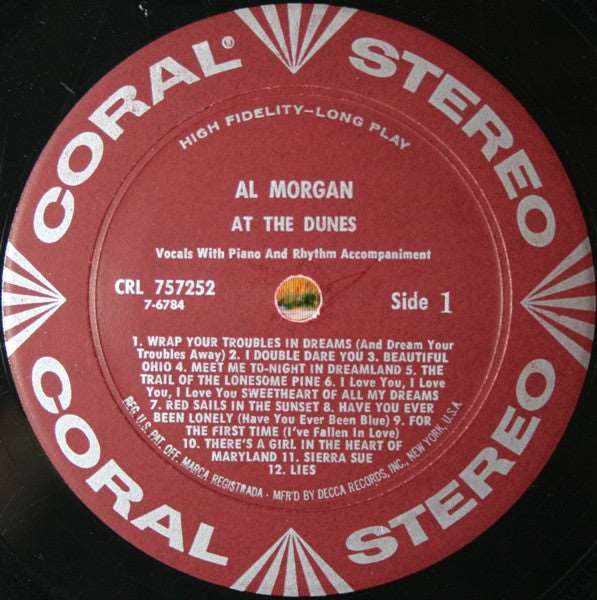 CORAL®
STEREO
HIGH FIDELITY—LONG PLAY
AL MORGAN
AT THE DUNES
Vocals With Piano And Rhythm Accompaniment
CRL 757252
7-6784
Side 1
1. WRAP YOUR TROUBLES IN DREAMS (And Dream Your
Troubles Away) 2. I DOUBLE DARE YOU 3. BEAUTIFUL
OHIO 4. MEET ME TO-NIGHT IN DREAMLAND 5. THE
TRAIL OF THE LONESOME PINE 6. I Love You, I Love
You, I Love You SWEETHEART OF ALL MY DREAMS
7. RED SAILS IN THE SUNSET 8. HAVE YOU EVER
BEEN LONELY (Have You Ever Been Blue) 9. FOR
THE FIRST TIME (I've Fallen In Love)
10. THERE'S A GIRL IN THE HEART OF
MARYLAND 11. SIERRA SUE
12. LIES
REG. U.S. PAT. OFF. MARCA REGISTRADA • MFR'D BY DECCA RECORDS, INC., NEW YORK, U.S.A.
CORAL
STEREO